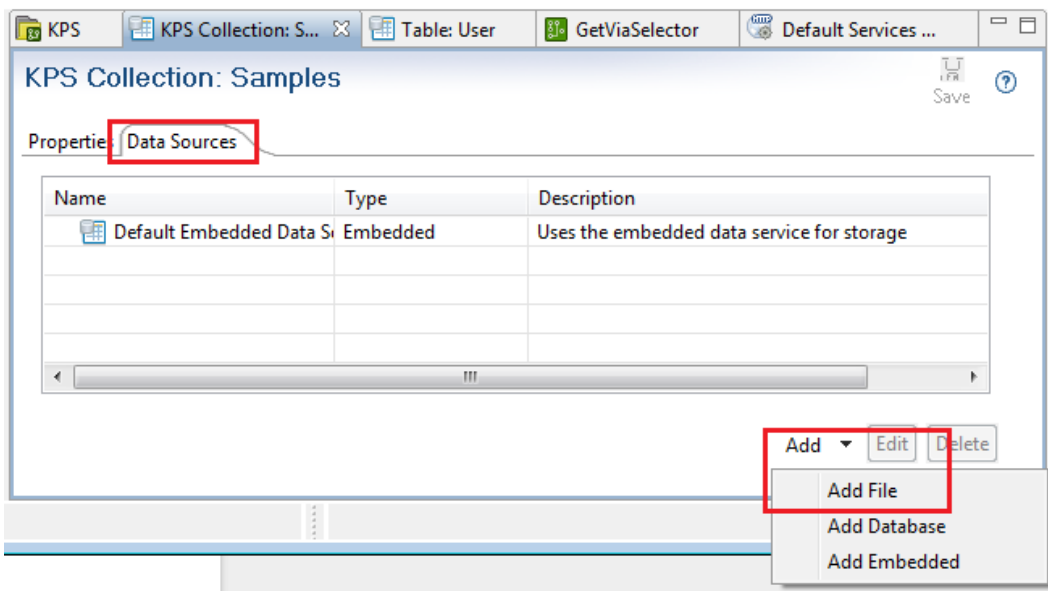 KPS KPS Collection: S... Table: User GetViaSelector Default Services ...
KPS Collection: Samples
Save
Properties Data Sources
Name Type Description
Default Embedded Data S Embedded Uses the embedded data service for storage
Add Edit Delete
Add File
Add Database
Add Embedded